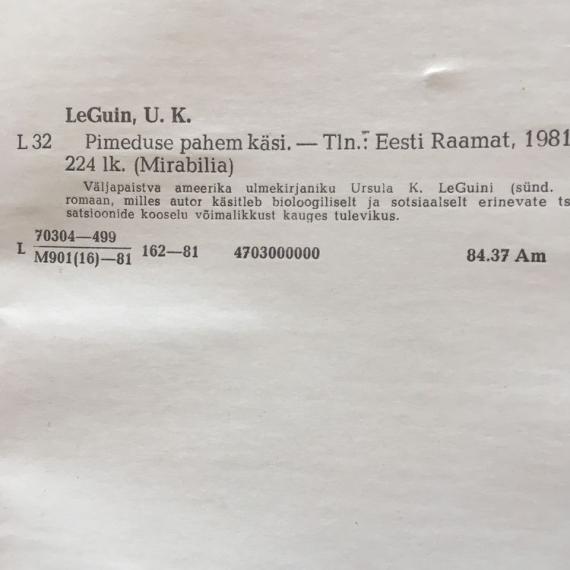 LeGuin, U. K.
L 32 Pimeduse pahem käsi. — Tln.: Eesti Raamat, 1981
224 lk. (Mirabilia)
Väljapaistva ameerika ulmekirjaniku Ursula K. LeGuini (sünd.
romaan, milles autor käsitleb bioloogiliselt ja sotsiaalselt erinevate ts
satsioonide kooselu võimalikkust kauges tulevikus.
70304—499
L M901(16)—81 162—81 4703000000 84.37 Am